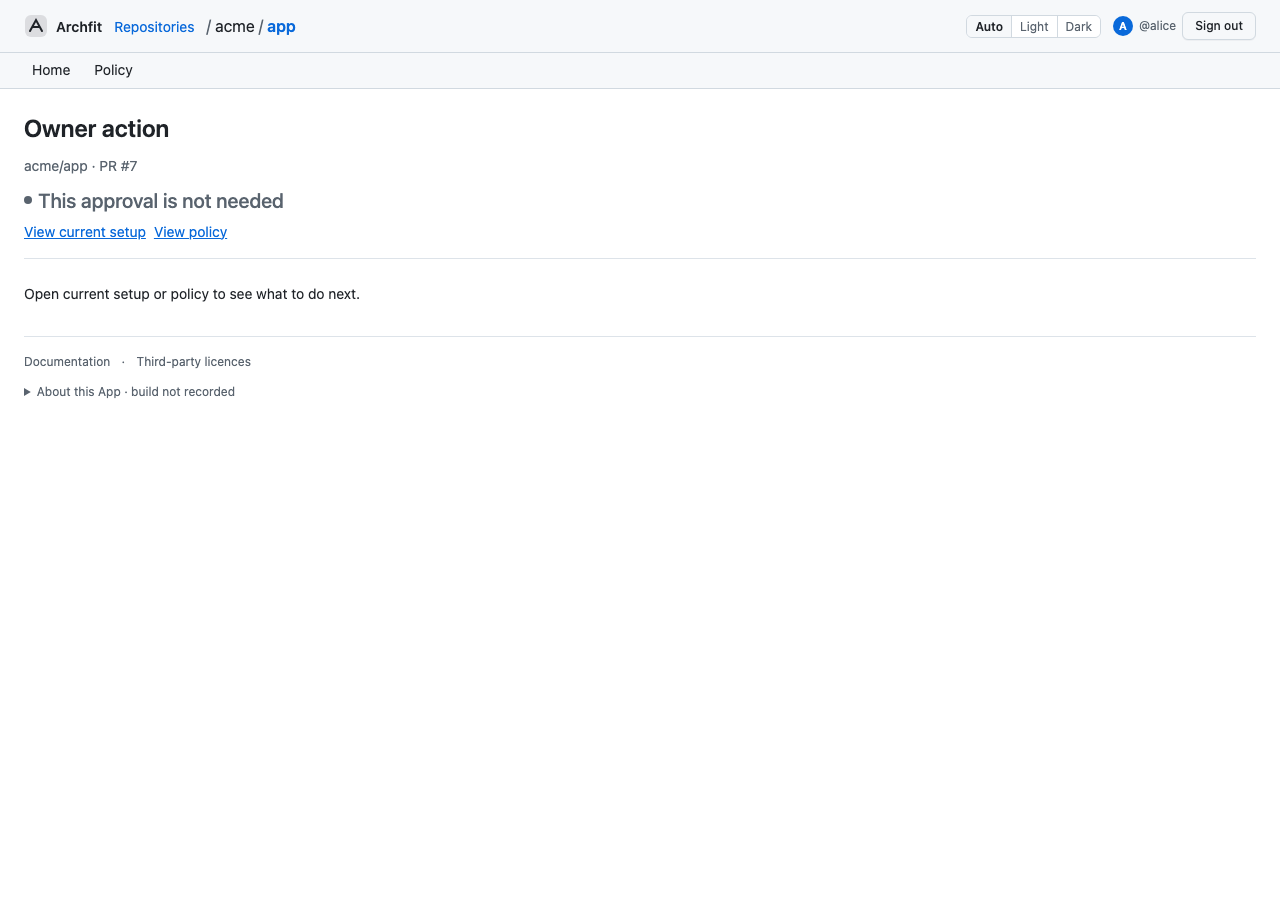 Archfit Repositories / acme / app Auto Light Dark A @alice Sign out
Home Policy
Owner action
acme/app · PR #7
This approval is not needed
View current setup View policy
Open current setup or policy to see what to do next.
Documentation · Third-party licences
About this App · build not recorded